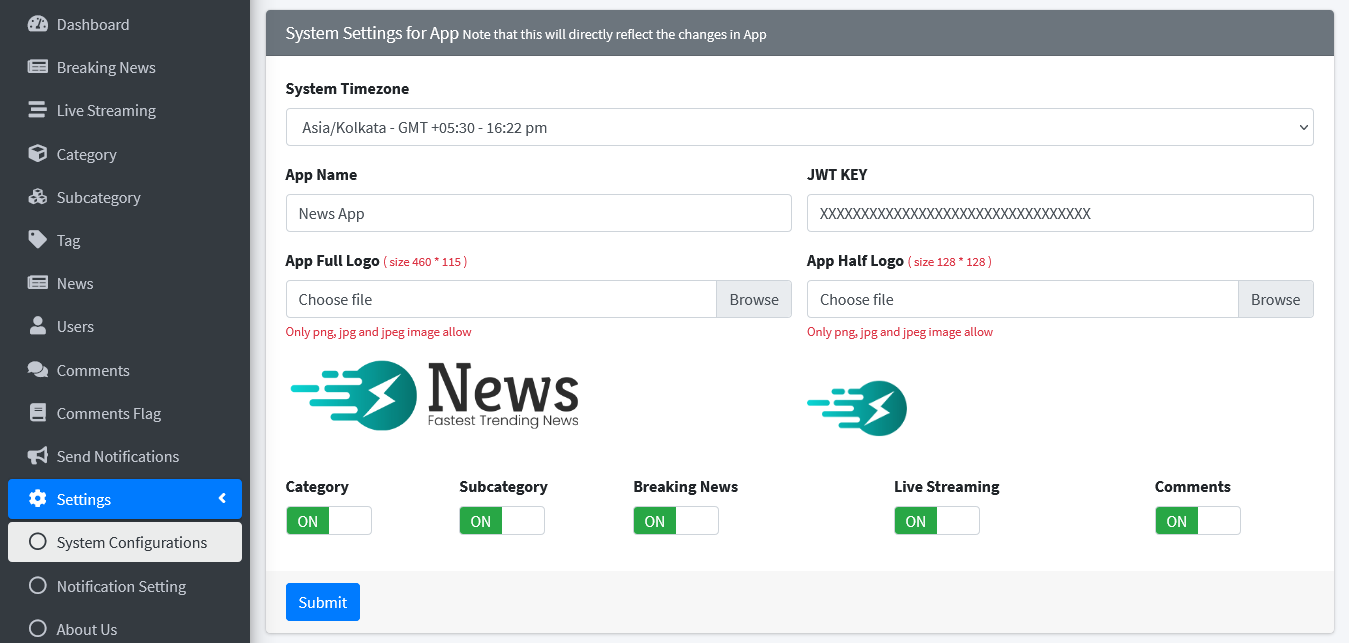 Dashboard
Breaking News
Live Streaming
Category
Subcategory
Tag
News
Users
Comments
Comments Flag
Send Notifications
Settings
System Configurations
Notification Setting
About Us
System Settings for App Note that this will directly reflect the changes in App
System Timezone
Asia/Kolkata - GMT +05:30 - 16:22 pm
App Name JWT KEY
News App XXXXXXXXXXXXXXXXXXXXXXXXXXXXXXXXX
App Full Logo ( size 460 * 115 ) App Half Logo ( size 128 * 128 )
Choose file Browse Choose file Browse
Only png, jpg and jpeg image allow Only png, jpg and jpeg image allow
News
Fastest Trending News
Category Subcategory Breaking News Live Streaming Comments
ON ON ON ON ON
Submit